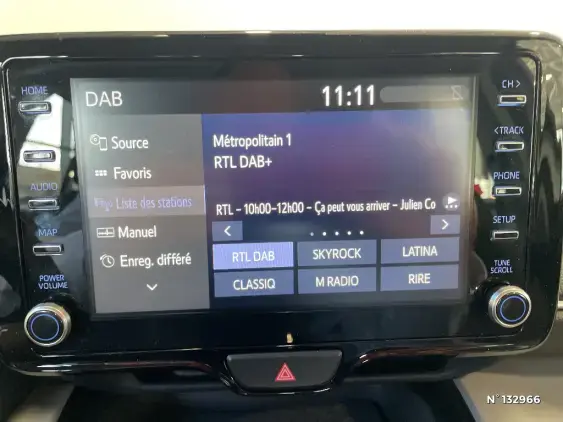 HOME
CH >
DAB
11:11
Source
Métropolitain 1
RTL DAB+
< TRACK
Favoris
AUDIO
PHONE
Liste des stations
RTL – 10h00–12h00 – Ça peut vous arriver – Julien Co
MAP
Manuel
SETUP
RTL DAB
SKYROCK
LATINA
Enreg. différé
POWER
VOLUME
CLASSIQ
M RADIO
RIRE
TUNE
SCROLL
N°132966